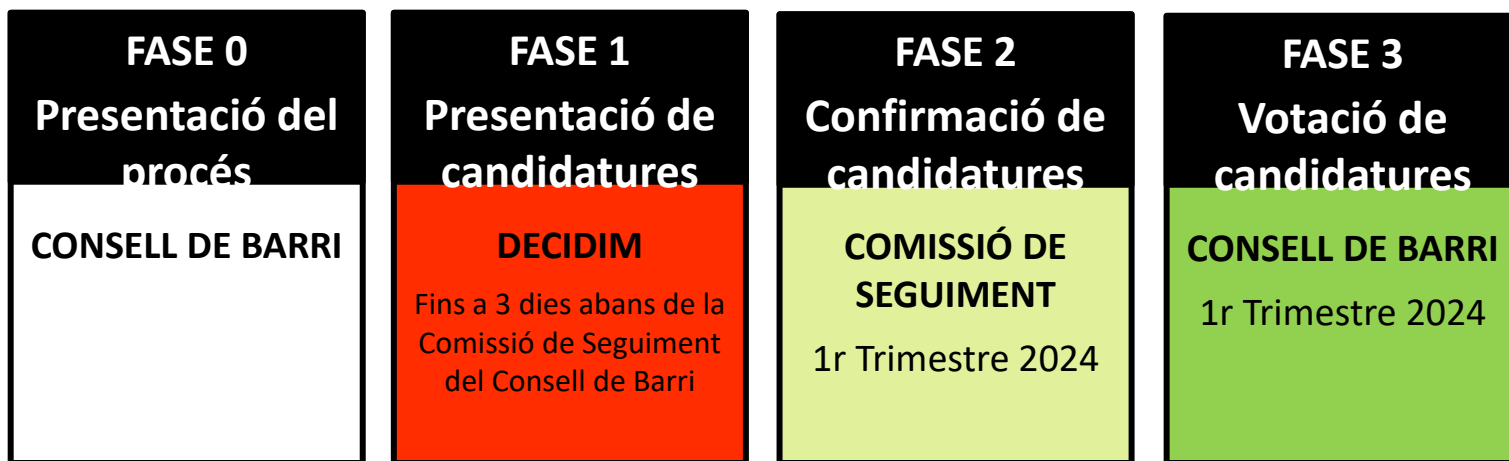 FASE 0
Presentació del
procés
CONSELL DE BARRI
FASE 1
Presentació de
candidatures
DECIDIM
Fins a 3 dies abans de la
Comissió de Seguiment
del Consell de Barri
FASE 2
Confirmació de
candidatures
COMISSIÓ DE
SEGUIMENT
1r Trimestre 2024
FASE 3
Votació de
candidatures
CONSELL DE BARRI
1r Trimestre 2024